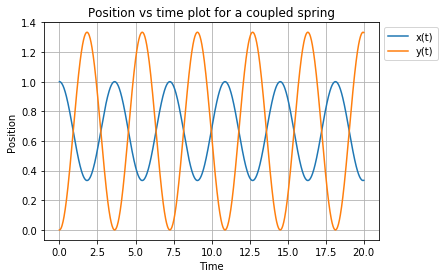 Position vs time plot for a coupled spring
1.4
1.2
1.0
0.8
0.6
0.4
0.2
0.0
Position
0.0 2.5 5.0 7.5 10.0 12.5 15.0 17.5 20.0
Time
x(t)
y(t)